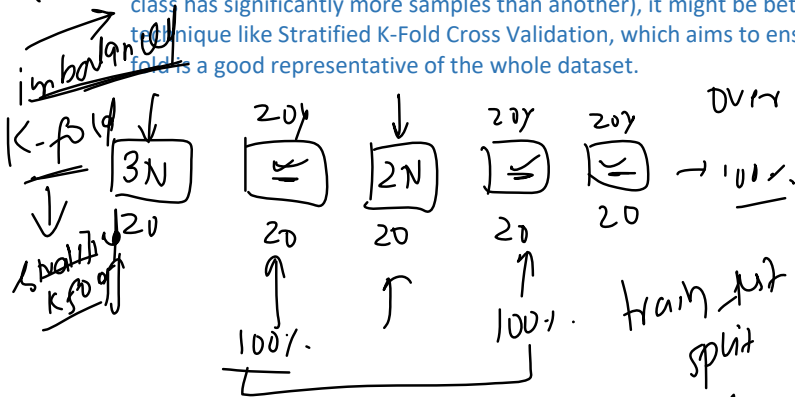 class has significantly more samples than another), it might be bet
technique like Stratified K-Fold Cross Validation, which aims to ens
fold is a good representative of the whole dataset.
imbalanced
K-fold
3N
20%
2N
20%
20%
over
→ 100%
20
20
20
20
20
kfold
100%.
100%.
train test
split